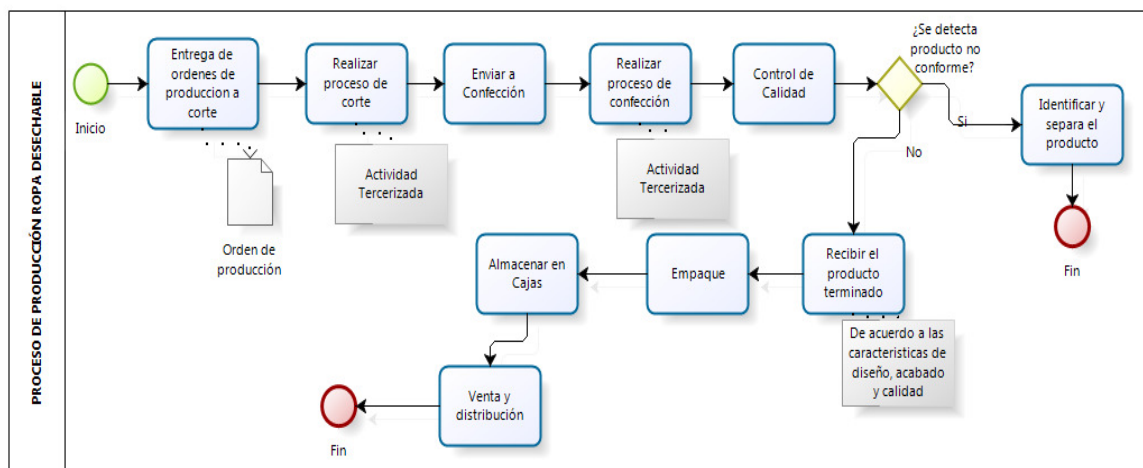 PROCESO DE PRODUCCIÓN ROPA DESECHABLE
Inicio
Entrega de
ordenes de
produccion a
corte
Orden de
producción
Realizar
proceso de
corte
Actividad
Tercerizada
Enviar a
Confección
Realizar
proceso de
confección
Actividad
Tercerizada
Control de
Calidad
¿Se detecta
producto no
conforme?
Si
No
Identificar y
separa el
producto
Fin
Recibir el
producto
terminado
De acuerdo a las
caracteristicas de
diseño, acabado
y calidad
Empaque
Almacenar en
Cajas
Venta y
distribución
Fin